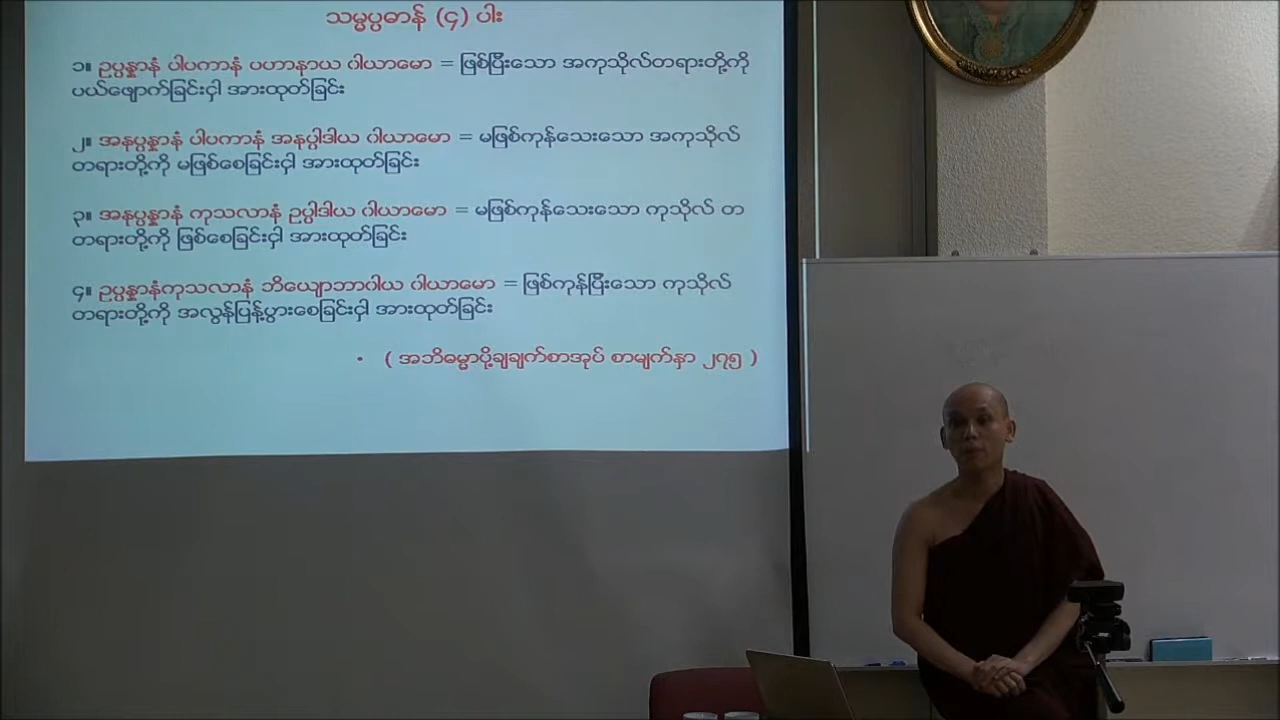 သမ္မပ္ပဓာန် (၄) ပါး
၁။ ဥပ္ပန္နာနံ ပါပကာနံ ပဟာနာယ ဝါယာမော = ဖြစ်ပြီးသော အကုသိုလ်တရားတို့ကို
ပယ်ဖျောက်ခြင်းငှါ အားထုတ်ခြင်း
၂။ အနုပ္ပန္နာနံ ပါပကာနံ အနုပ္ပါဒါယ ဝါယာမော = မဖြစ်ကုန်သေးသော အကုသိုလ်
တရားတို့ကို မဖြစ်စေခြင်းငှါ အားထုတ်ခြင်း
၃။ အနုပ္ပန္နာနံ ကုသလာနံ ဥပ္ပါဒါယ ဝါယာမော = မဖြစ်ကုန်သေးသော ကုသိုလ် တ
တရားတို့ကို ဖြစ်စေခြင်းငှါ အားထုတ်ခြင်း
၄။ ဥပ္ပန္နာနံကုသလာနံ ဘိယျောဘာဝါယ ဝါယာမော = ဖြစ်ကုန်ပြီးသော ကုသိုလ်
တရားတို့ကို အလွန်ပြန့်ပွားစေခြင်းငှါ အားထုတ်ခြင်း
• ( အဘိဓမ္မာပို့ချချက်စာအုပ် စာမျက်နှာ ၂၇၅ )